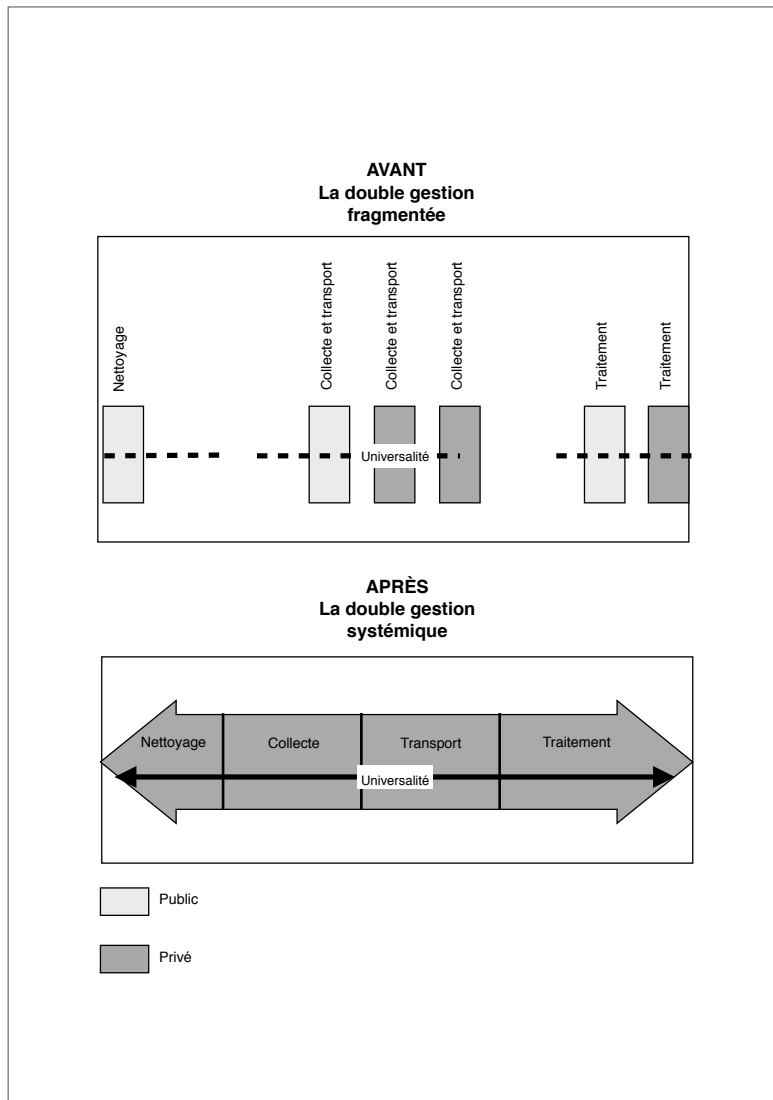 AVANT
La double gestion
fragmentée
Nettoyage
Collecte et transport
Collecte et transport
Collecte et transport
Traitement
Traitement
Universalité
APRÈS
La double gestion
systémique
Nettoyage
Collecte
Transport
Traitement
Universalité
Public
Privé